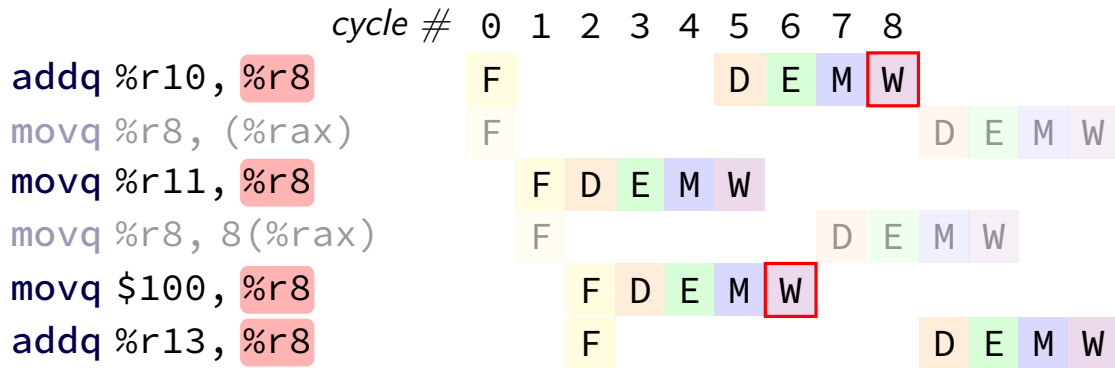 cycle # 0 1 2 3 4 5 6 7 8
addq %r10, %r8 F D E M W
movq %r8, (%rax) F D E M W
movq %r11, %r8 F D E M W
movq %r8, 8(%rax) F D E M W
movq $100, %r8 F D E M W
addq %r13, %r8 F D E M W